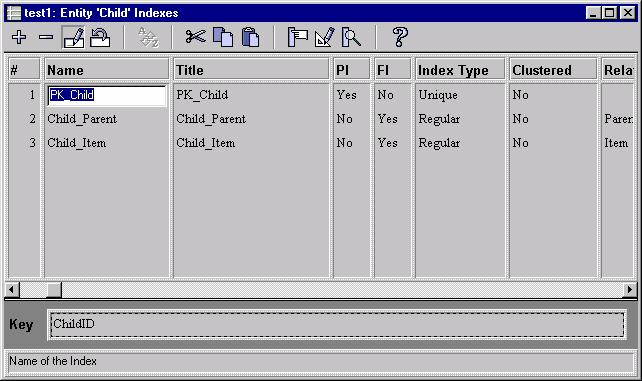 test1: Entity 'Child' Indexes
# Name Title PI FI Index Type Clustered Rela
1 PK_Child PK_Child Yes No Unique No
2 Child_Parent Child_Parent No Yes Regular No Paren
3 Child_Item Child_Item No Yes Regular No Item
Key ChildID
Name of the Index